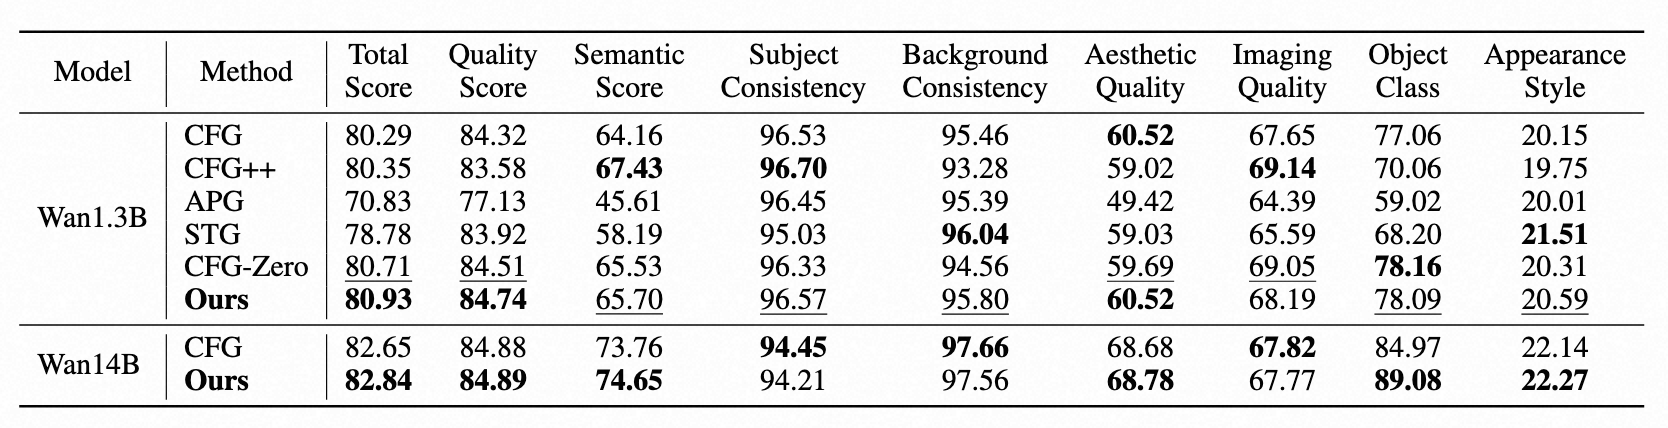 Model Method Total Score Quality Score Semantic Score Subject Consistency Background Consistency Aesthetic Quality Imaging Quality Object Class Appearance Style
Wan1.3B
CFG 80.29 84.32 64.16 96.53 95.46 60.52 67.65 77.06 20.15
CFG++ 80.35 83.58 67.43 96.70 93.28 59.02 69.14 70.06 19.75
APG 70.83 77.13 45.61 96.45 95.39 49.42 64.39 59.02 20.01
STG 78.78 83.92 58.19 95.03 96.04 59.03 65.59 68.20 21.51
CFG-Zero 80.71 84.51 65.53 96.33 94.56 59.69 69.05 78.16 20.31
Ours 80.93 84.74 65.70 96.57 95.80 60.52 68.19 78.09 20.59
Wan14B
CFG 82.65 84.88 73.76 94.45 97.66 68.68 67.82 84.97 22.14
Ours 82.84 84.89 74.65 94.21 97.56 68.78 67.77 89.08 22.27